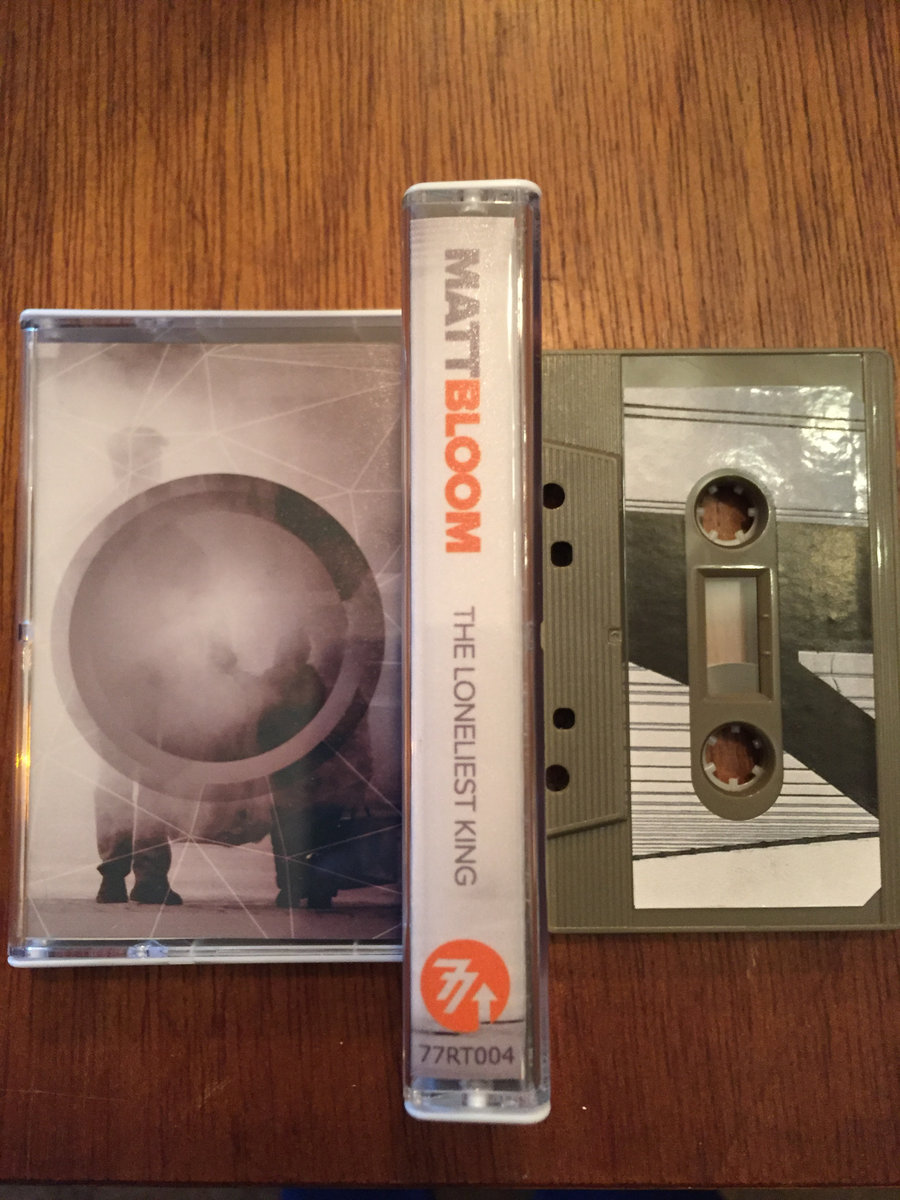 MATTBLOOM THE LONELIEST KING
77
77RT004